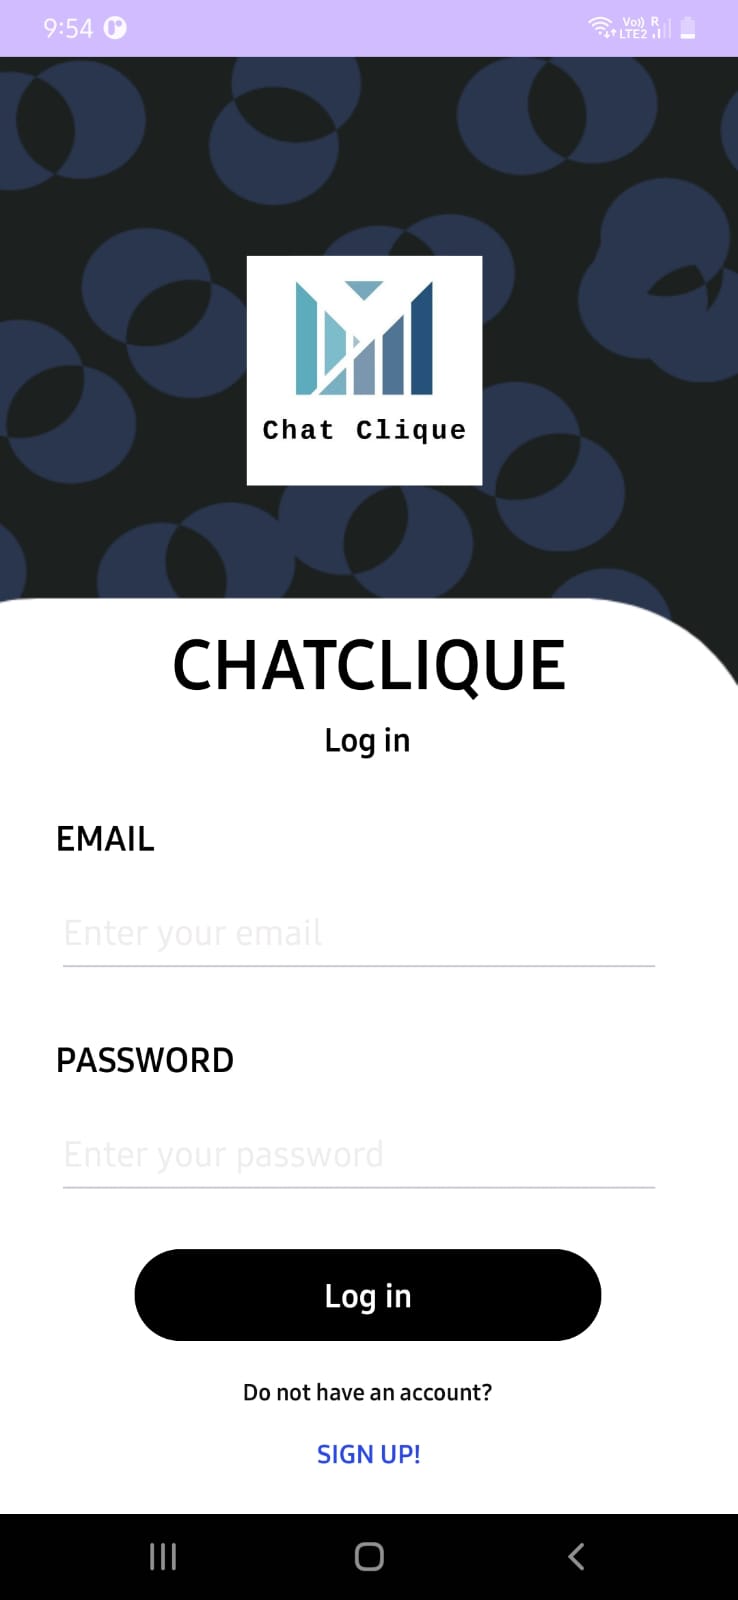 9:54
Vo)) R
LTE2
Chat Clique
CHATCLIQUE
Log in
EMAIL
Enter your email
PASSWORD
Enter your password
Log in
Do not have an account?
SIGN UP!